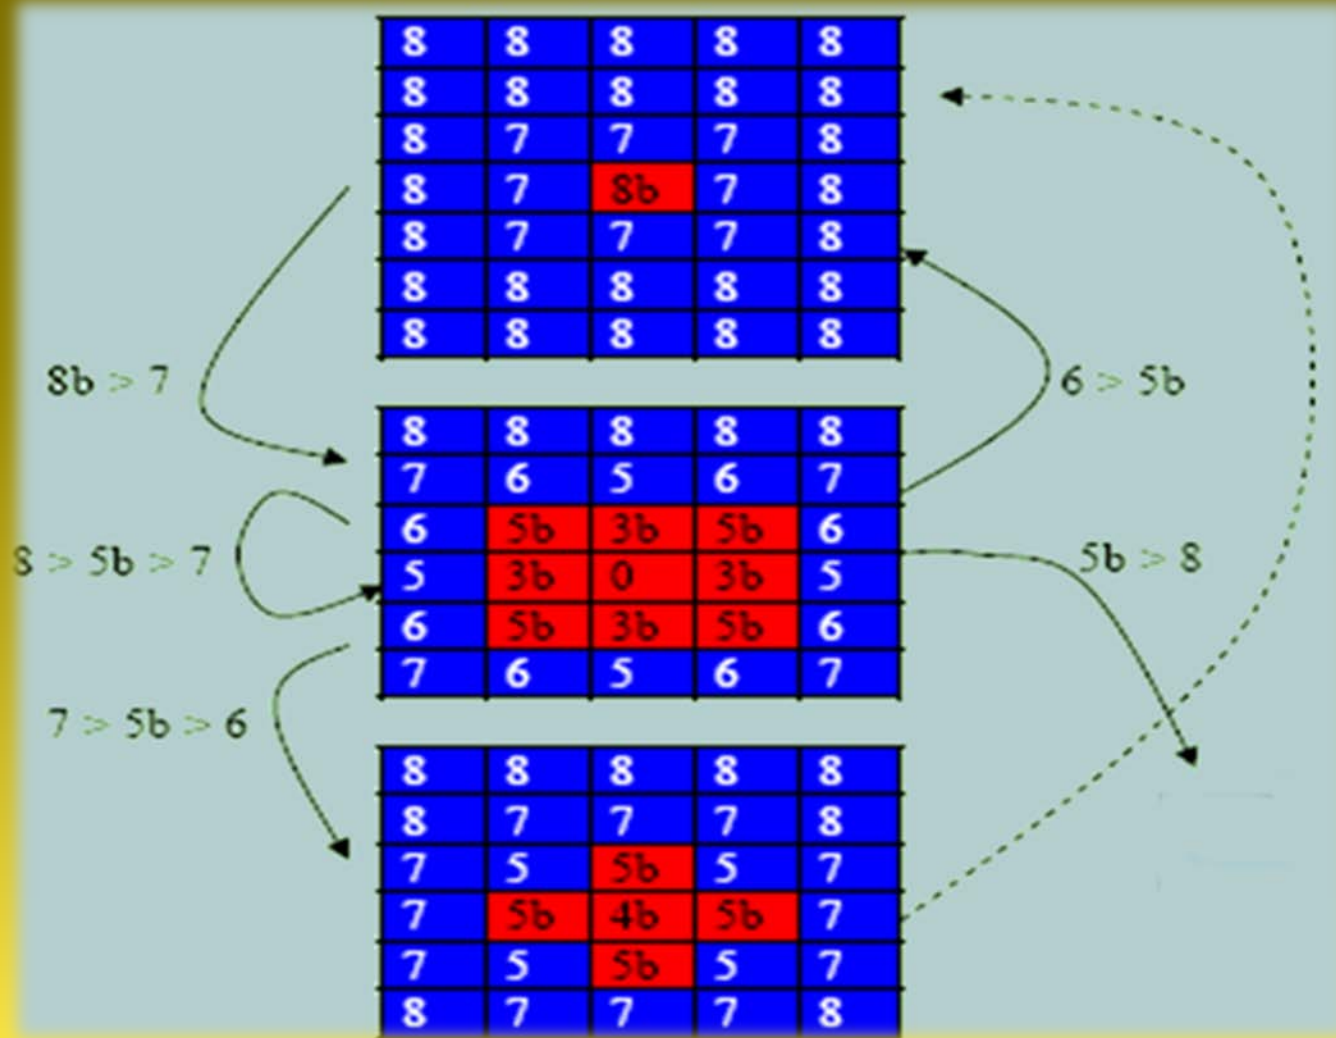 8 8 8 8 8
8 8 8 8 8
8 7 7 7 8
8 7 8b 7 8
8 7 7 7 8
8 8 8 8 8
8 8 8 8 8
8b > 7
6 > 5b
8 8 8 8 8
7 6 5 6 7
6 5b 3b 5b 6
8 > 5b > 7
5 3b 0 3b 5
5b > 8
6 5b 3b 5b 6
7 6 5 6 7
7 > 5b > 6
8 8 8 8 8
8 7 7 7 8
7 5 5b 5 7
7 5b 4b 5b 7
7 5 5b 5 7
8 7 7 7 8